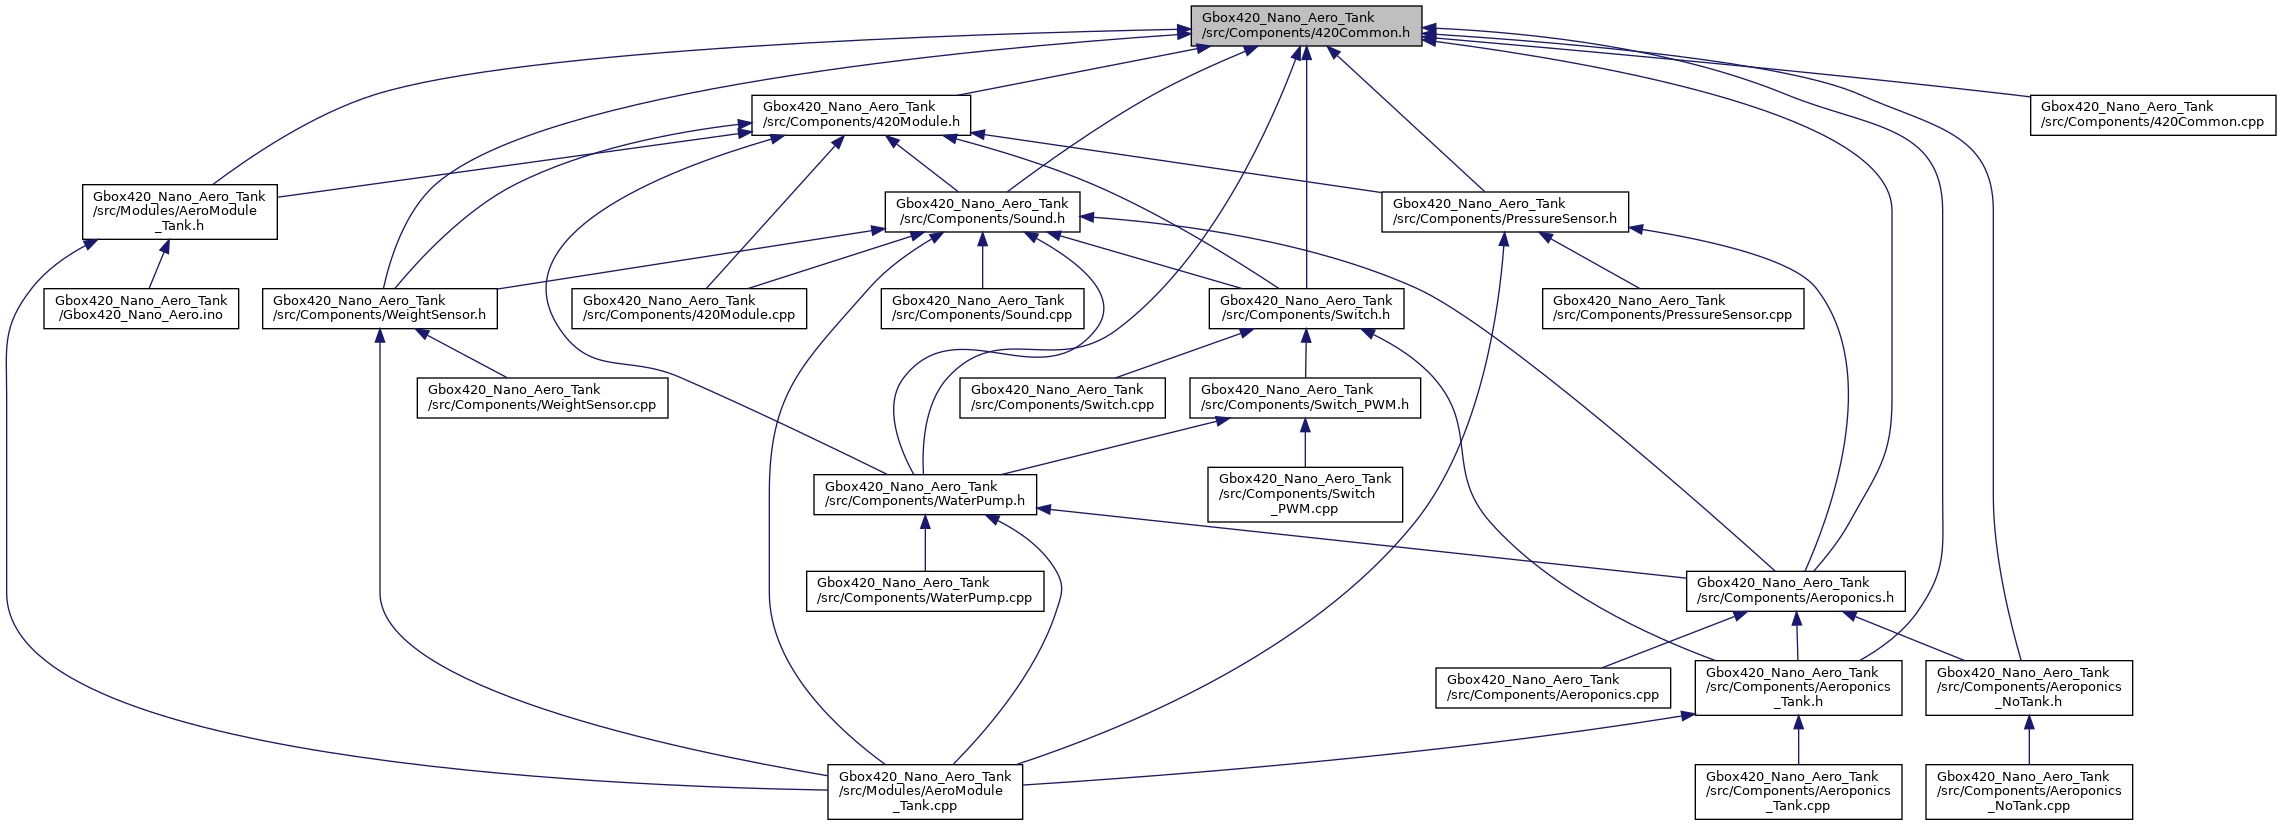 Gbox420_Nano_Aero_Tank
/src/Components/420Common.h
Gbox420_Nano_Aero_Tank
/src/Components/420Module.h
Gbox420_Nano_Aero_Tank
/src/Components/420Common.cpp
Gbox420_Nano_Aero_Tank
/src/Modules/AeroModule
_Tank.h
Gbox420_Nano_Aero_Tank
/src/Components/Sound.h
Gbox420_Nano_Aero_Tank
/src/Components/PressureSensor.h
Gbox420_Nano_Aero_Tank
/Gbox420_Nano_Aero.ino
Gbox420_Nano_Aero_Tank
/src/Components/WeightSensor.h
Gbox420_Nano_Aero_Tank
/src/Components/420Module.cpp
Gbox420_Nano_Aero_Tank
/src/Components/Sound.cpp
Gbox420_Nano_Aero_Tank
/src/Components/Switch.h
Gbox420_Nano_Aero_Tank
/src/Components/PressureSensor.cpp
Gbox420_Nano_Aero_Tank
/src/Components/WeightSensor.cpp
Gbox420_Nano_Aero_Tank
/src/Components/Switch.cpp
Gbox420_Nano_Aero_Tank
/src/Components/Switch_PWM.h
Gbox420_Nano_Aero_Tank
/src/Components/WaterPump.h
Gbox420_Nano_Aero_Tank
/src/Components/Switch
_PWM.cpp
Gbox420_Nano_Aero_Tank
/src/Components/WaterPump.cpp
Gbox420_Nano_Aero_Tank
/src/Components/Aeroponics.h
Gbox420_Nano_Aero_Tank
/src/Components/Aeroponics.cpp
Gbox420_Nano_Aero_Tank
/src/Components/Aeroponics
_Tank.h
Gbox420_Nano_Aero_Tank
/src/Components/Aeroponics
_NoTank.h
Gbox420_Nano_Aero_Tank
/src/Modules/AeroModule
_Tank.cpp
Gbox420_Nano_Aero_Tank
/src/Components/Aeroponics
_Tank.cpp
Gbox420_Nano_Aero_Tank
/src/Components/Aeroponics
_NoTank.cpp